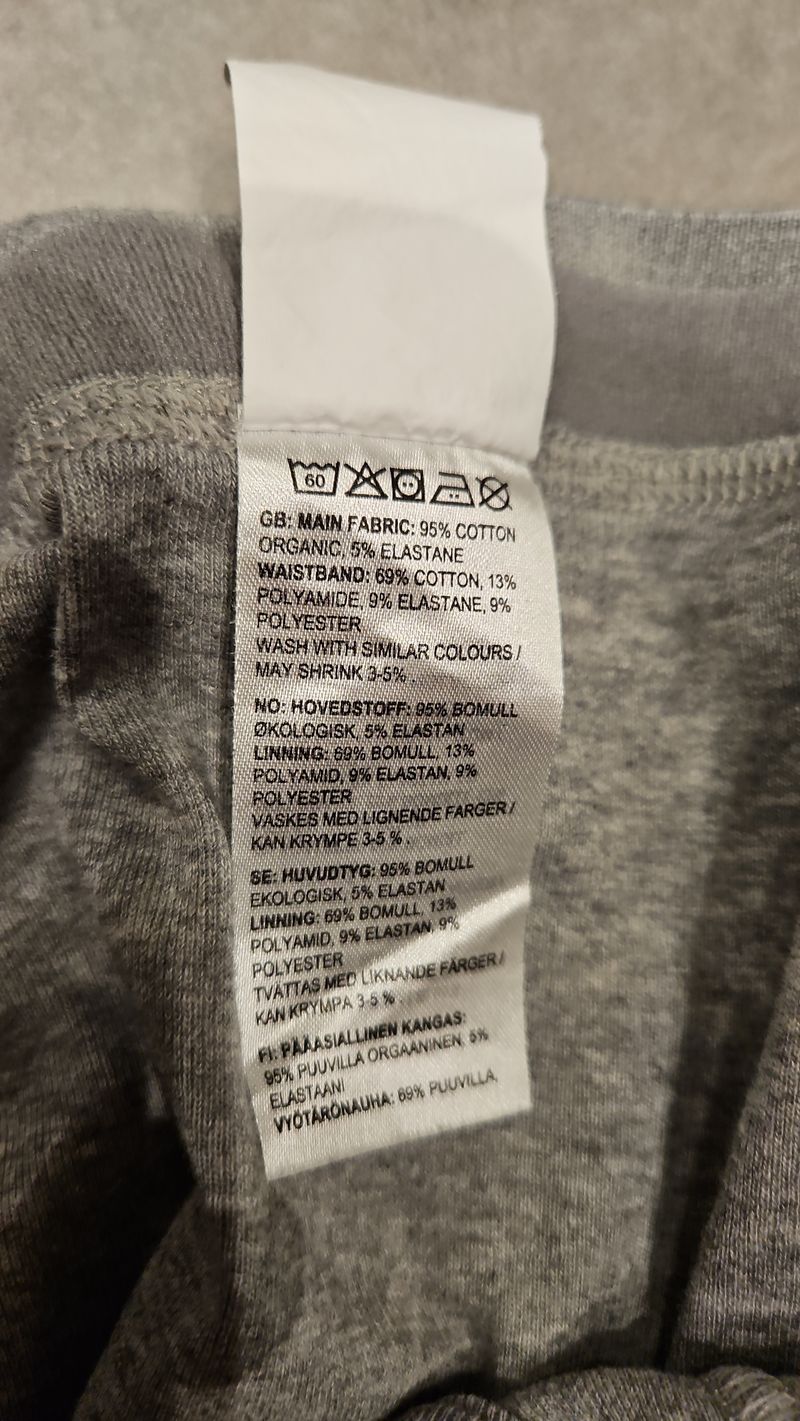 60
GB: MAIN FABRIC: 95% COTTON
ORGANIC, 5% ELASTANE
WAISTBAND: 69% COTTON, 13%
POLYAMIDE, 9% ELASTANE, 9%
POLYESTER
WASH WITH SIMILAR COLOURS /
MAY SHRINK 3-5% .
NO: HOVEDSTOFF: 95% BOMULL
ØKOLOGISK, 5% ELASTAN
LINNING: 69% BOMULL, 13%
POLYAMID, 9% ELASTAN, 9%
POLYESTER
VASKES MED LIGNENDE FARGER /
KAN KRYMPE 3-5 % .
SE: HUVUDTYG: 95% BOMULL
EKOLOGISK, 5% ELASTAN
LINNING: 69% BOMULL, 13%
POLYAMID, 9% ELASTAN, 9%
POLYESTER
TVÄTTAS MED LIKNANDE FÄRGER /
KAN KRYMPA 3-5 % .
FI: PÄÄASIALLINEN KANGAS:
95% PUUVILLA ORGAANINEN, 5%
ELASTAANI
VYÖTÄRÖNAUHA: 69% PUUVILLA,